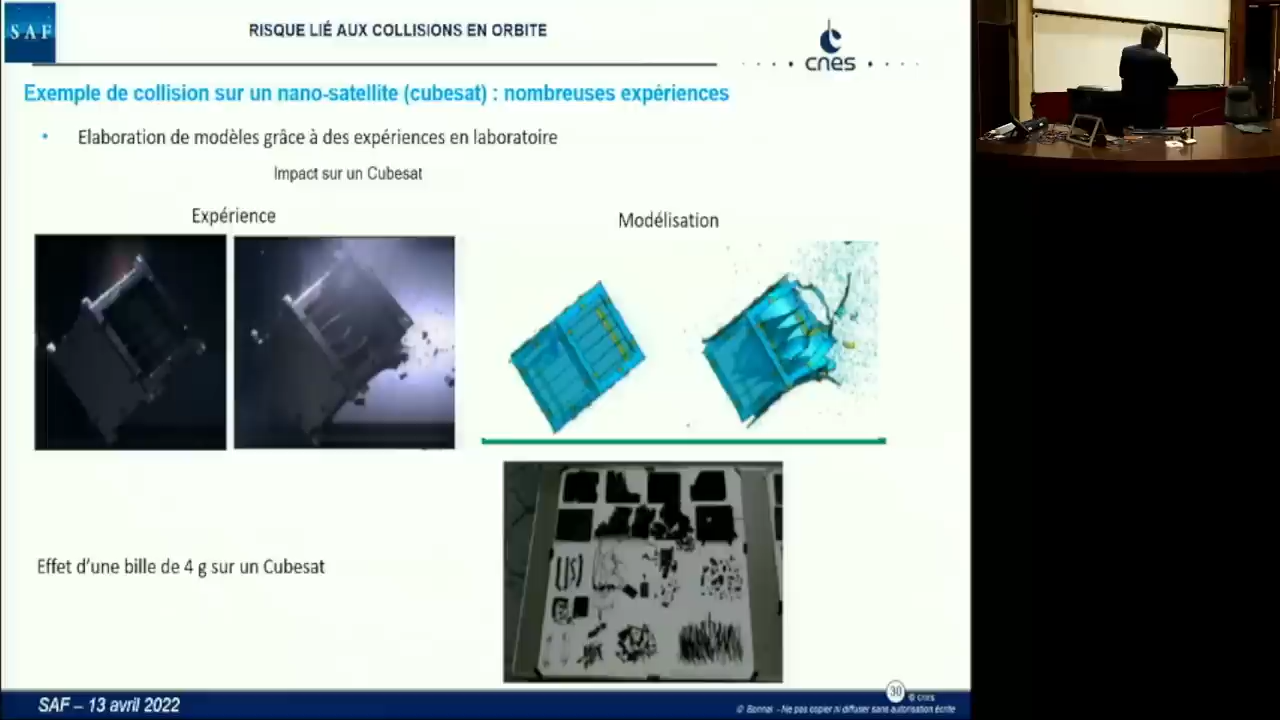 SAF
RISQUE LIÉ AUX COLLISIONS EN ORBITE
cnes
Exemple de collision sur un nano-satellite (cubesat) : nombreuses expériences
• Elaboration de modèles grâce à des expériences en laboratoire
Impact sur un Cubesat
Expérience
Modélisation
Effet d'une bille de 4 g sur un Cubesat
SAF – 13 avril 2022
30
© cnes
© Bonnal - Ne pas copier ni diffuser sans autorisation écrite